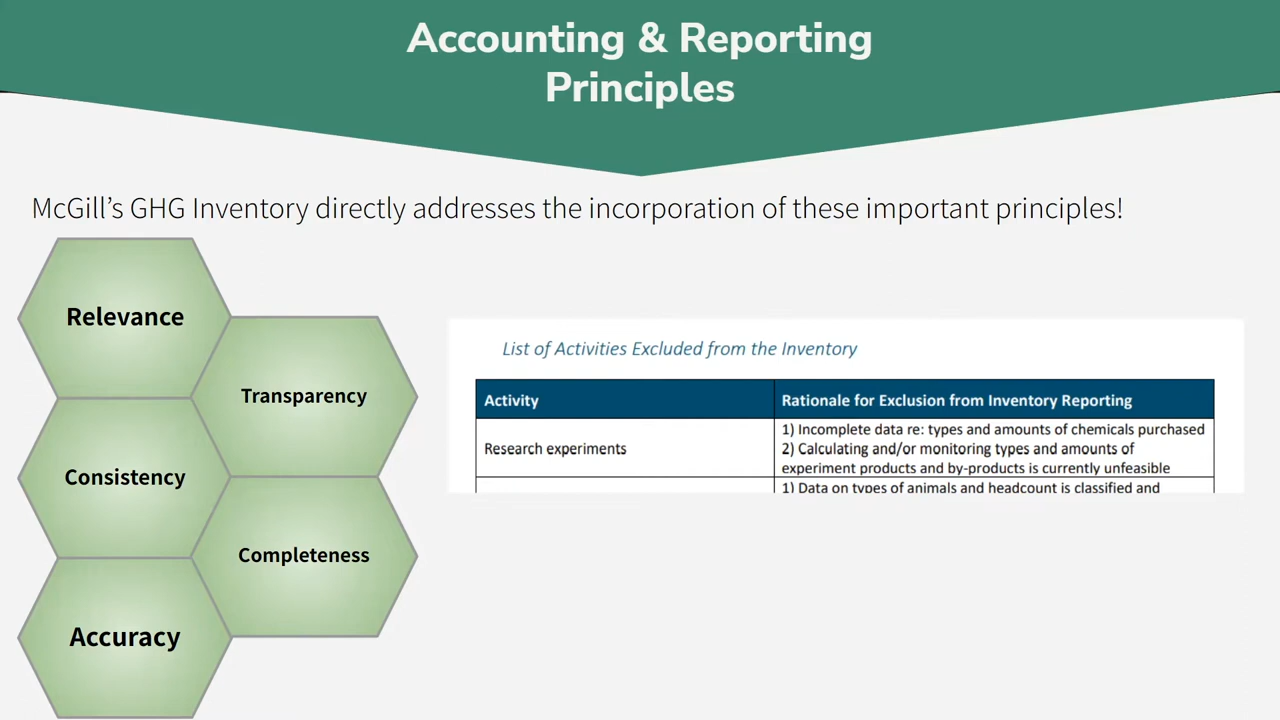 Accounting & Reporting
Principles
McGill’s GHG Inventory directly addresses the incorporation of these important principles!
Relevance
Transparency
Consistency
Completeness
Accuracy
List of Activities Excluded from the Inventory
Activity
Rationale for Exclusion from Inventory Reporting
Research experiments
1) Incomplete data re: types and amounts of chemicals purchased
2) Calculating and/or monitoring types and amounts of
experiment products and by-products is currently unfeasible
1) Data on types of animals and headcount is classified and